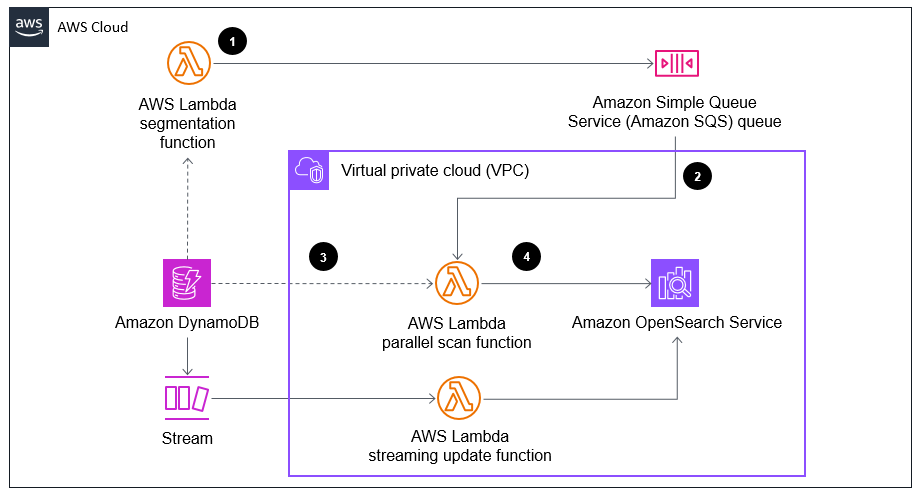 aws
AWS Cloud
1
AWS Lambda
segmentation
function
Amazon Simple Queue
Service (Amazon SQS) queue
Virtual private cloud (VPC)
2
3
4
Amazon DynamoDB
AWS Lambda
parallel scan function
Amazon OpenSearch Service
Stream
AWS Lambda
streaming update function